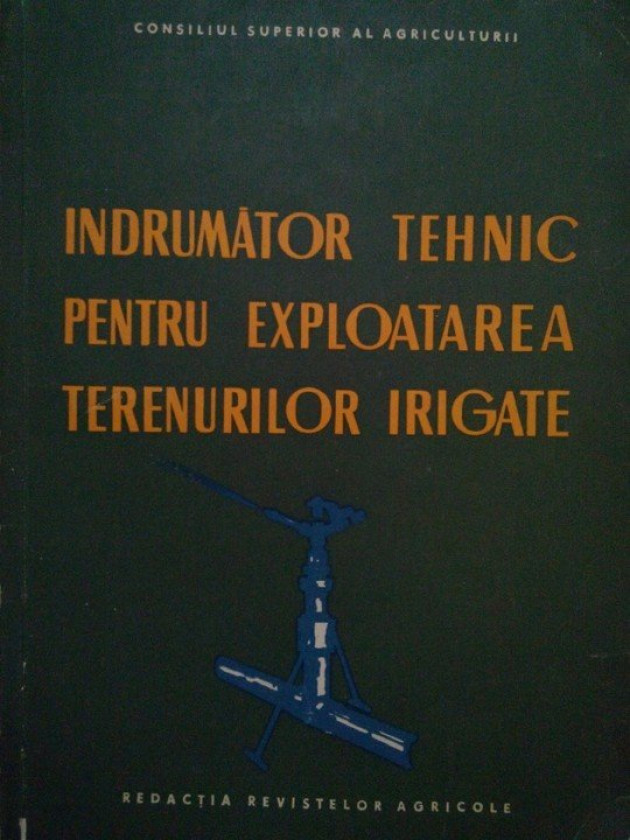 CONSILIUL SUPERIOR AL AGRICULTURII
INDRUMĂTOR TEHNIC
PENTRU EXPLOATAREA
TERENURILOR IRIGATE
REDACȚIA REVISTELOR AGRICOLE